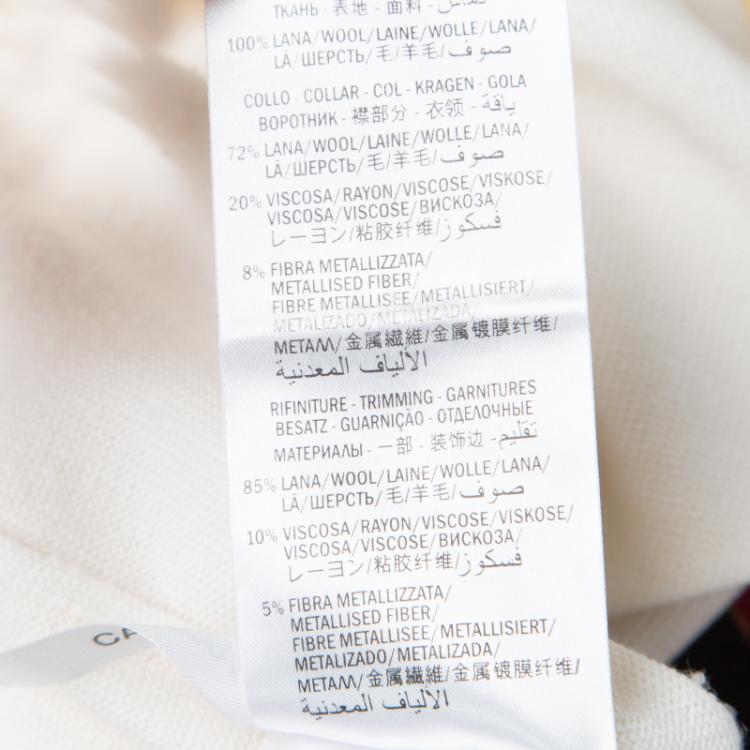 ТКАНЬ - 表地 - 面料 - قماش
100% LANA/WOOL/LAINE/WOLLE/LANA/
LÃ/ШЕРСТЬ/毛/羊毛/صوف
COLLO - COLLAR - COL - KRAGEN - GOLA
ВОРОТНИК - 襟部分 - 衣领 - ياقة
72% LANA/WOOL/LAINE/WOLLE/LANA/
LÃ/ШЕРСТЬ/毛/羊毛/صوف
20% VISCOSA/RAYON/VISCOSE/VISKOSE/
VISCOSA/VISCOSE/ВИСКОЗА/
レーヨン/粘胶纤维/فسكوز
8% FIBRA METALLIZZATA/
METALLISED FIBER/
FIBRE METALLISEE/METALLISIERT/
METALIZADO/METALIZADA/
МЕТАЛЛ/金属繊維/金属镀膜纤维/
الألياف المعدنية
RIFINITURE - TRIMMING - GARNITURES
BESATZ - GUARNIÇÃO - ОТДЕЛОЧНЫЕ
МАТЕРИАЛЫ - 一部 - 装饰边 - تقليم
85% LANA/WOOL/LAINE/WOLLE/LANA/
LÃ/ШЕРСТЬ/毛/羊毛/صوف
10% VISCOSA/RAYON/VISCOSE/VISKOSE/
VISCOSA/VISCOSE/ВИСКОЗА/
レーヨン/粘胶纤维/فسكوز
5% FIBRA METALLIZZATA/
METALLISED FIBER/
FIBRE METALLISEE/METALLISIERT/
METALIZADO/METALIZADA/
МЕТАЛЛ/金属繊維/金属镀膜纤维/
الألياف المعدنية